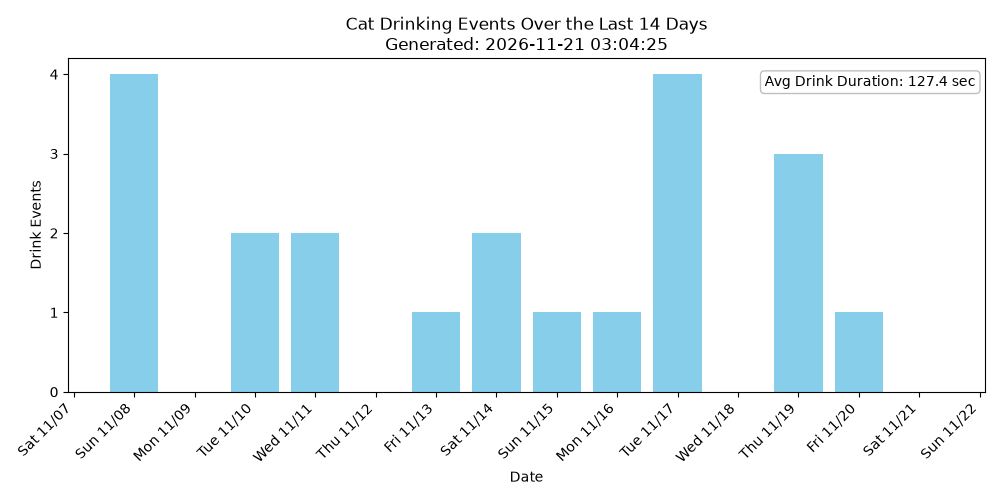 Cat Drinking Events Over the Last 14 Days
Generated: 2026-11-21 03:04:25
Avg Drink Duration: 127.4 sec
Drink Events
4
3
2
1
0
Sat 11/07
Sun 11/08
Mon 11/09
Tue 11/10
Wed 11/11
Thu 11/12
Fri 11/13
Sat 11/14
Sun 11/15
Mon 11/16
Tue 11/17
Wed 11/18
Thu 11/19
Fri 11/20
Sat 11/21
Sun 11/22
Date